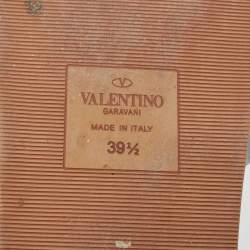 VALENTINO
GARAVANI
MADE IN ITALY
39½